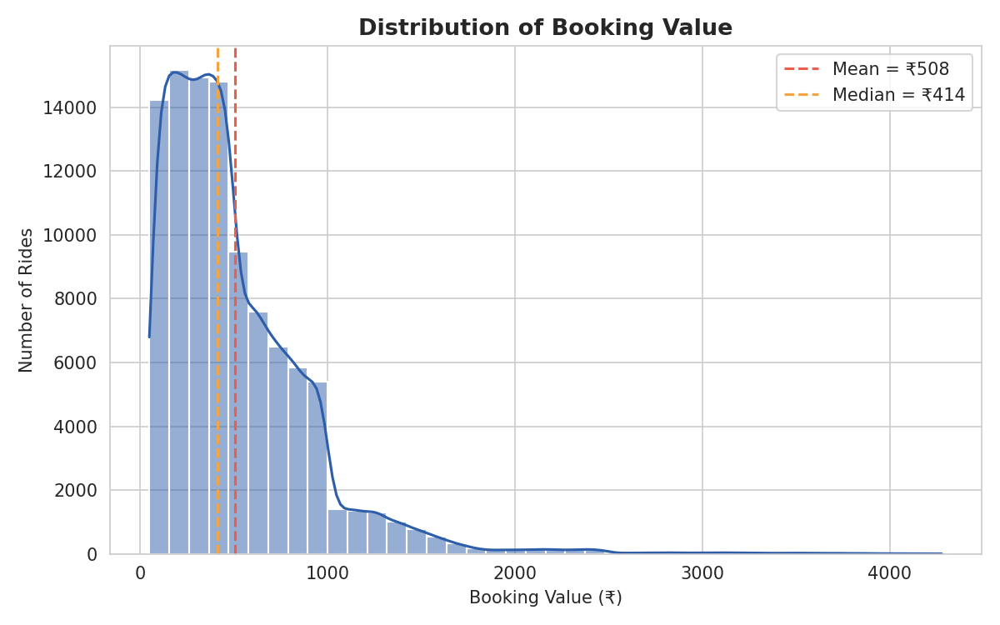 Distribution of Booking Value
Mean = ₹508
Median = ₹414
Number of Rides
14000
12000
10000
8000
6000
4000
2000
0
0 1000 2000 3000 4000
Booking Value (₹)